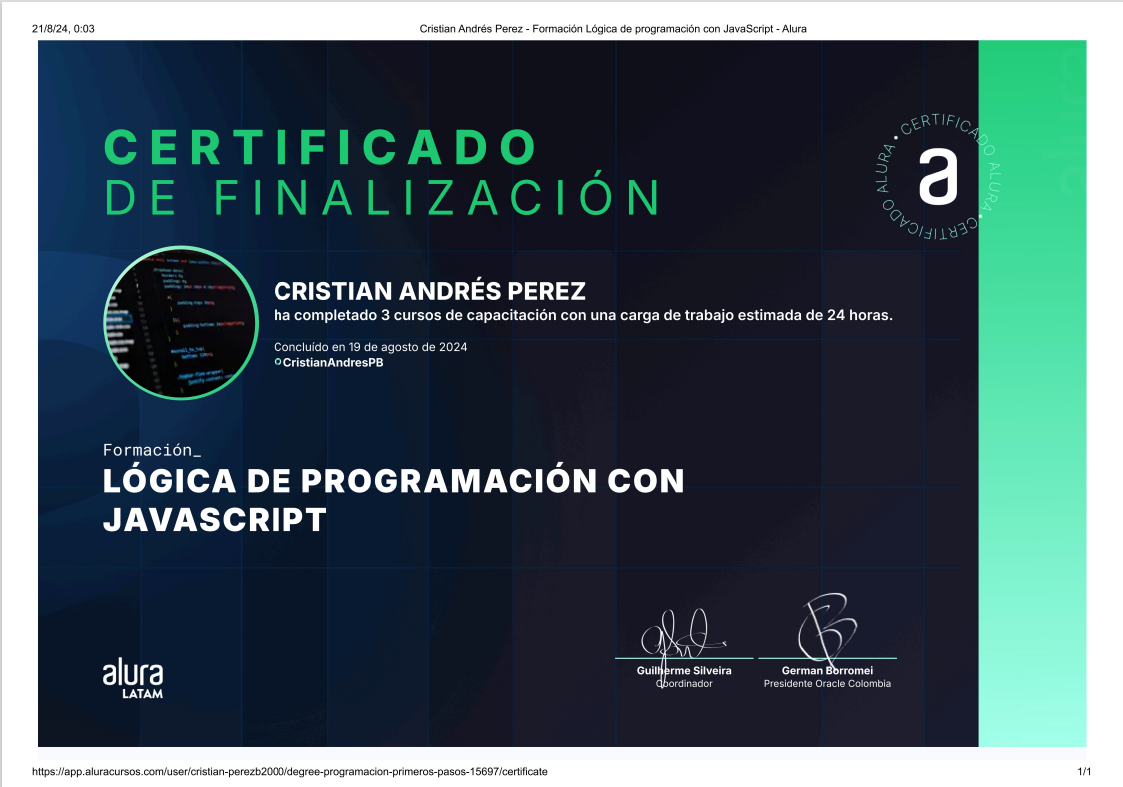 21/8/24, 0:03
Cristian Andrés Perez - Formación Lógica de programación con JavaScript - Alura
CERTIFICADO
DE FINALIZACIÓN
CERTIFICADO ALURA • CERTIFICADO ALURA •
a
CRISTIAN ANDRÉS PEREZ
ha completado 3 cursos de capacitación con una carga de trabajo estimada de 24 horas.
Concluído en 19 de agosto de 2024
CristianAndresPB
Formación_
LÓGICA DE PROGRAMACIÓN CON
JAVASCRIPT
alura
LATAM
Guilherme Silveira
Coordinador
German Borromei
Presidente Oracle Colombia
https://app.aluracursos.com/user/cristian-perezb2000/degree-programacion-primeros-pasos-15697/certificate
1/1